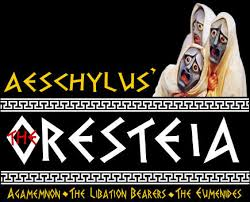 AESCHYLUS'
THE
ORESTEIA
AGAMEMNON • THE LIBATION BEARERS • THE EUMENIDES